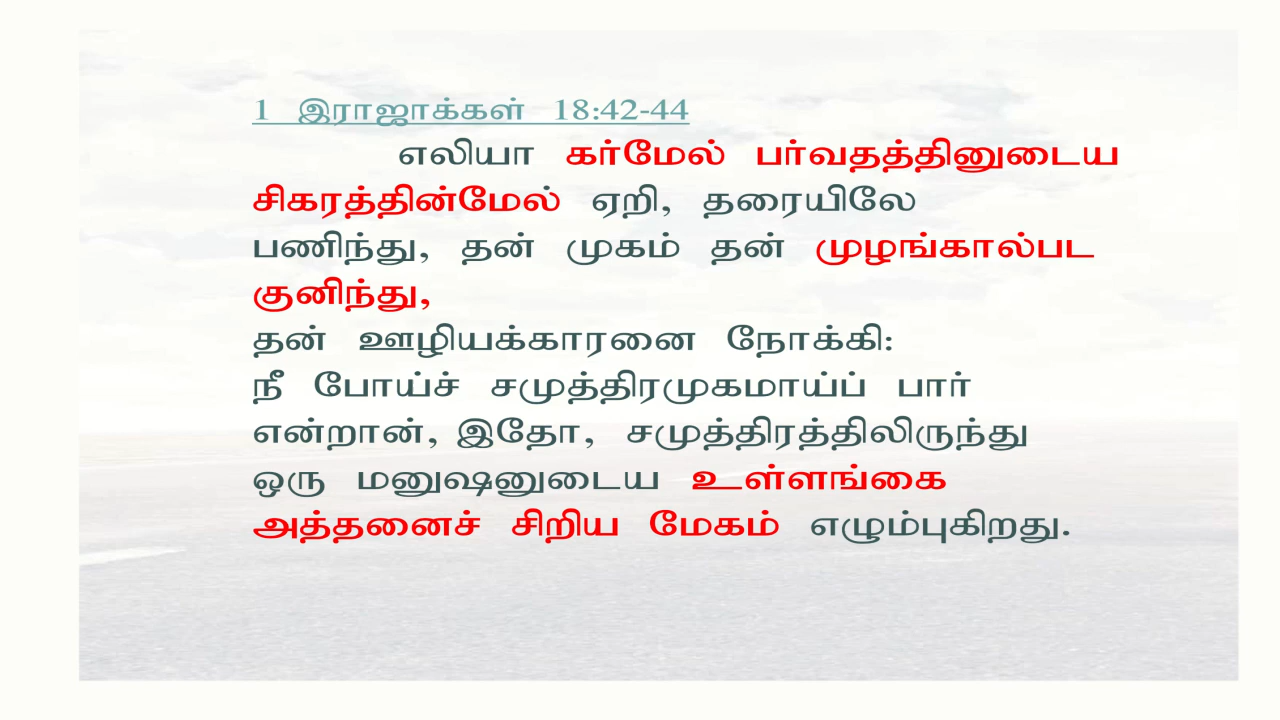 1 இராஜாக்கள் 18:42-44
எலியா கர்மேல் பர்வதத்தினுடைய
சிகரத்தின்மேல் ஏறி, தரையிலே
பணிந்து, தன் முகம் தன் முழங்கால்பட
குனிந்து,
தன் ஊழியக்காரனை நோக்கி:
நீ போய்ச் சமுத்திரமுகமாய்ப் பார்
என்றான், இதோ, சமுத்திரத்திலிருந்து
ஒரு மனுஷனுடைய உள்ளங்கை
அத்தனைச் சிறிய மேகம் எழும்புகிறது.